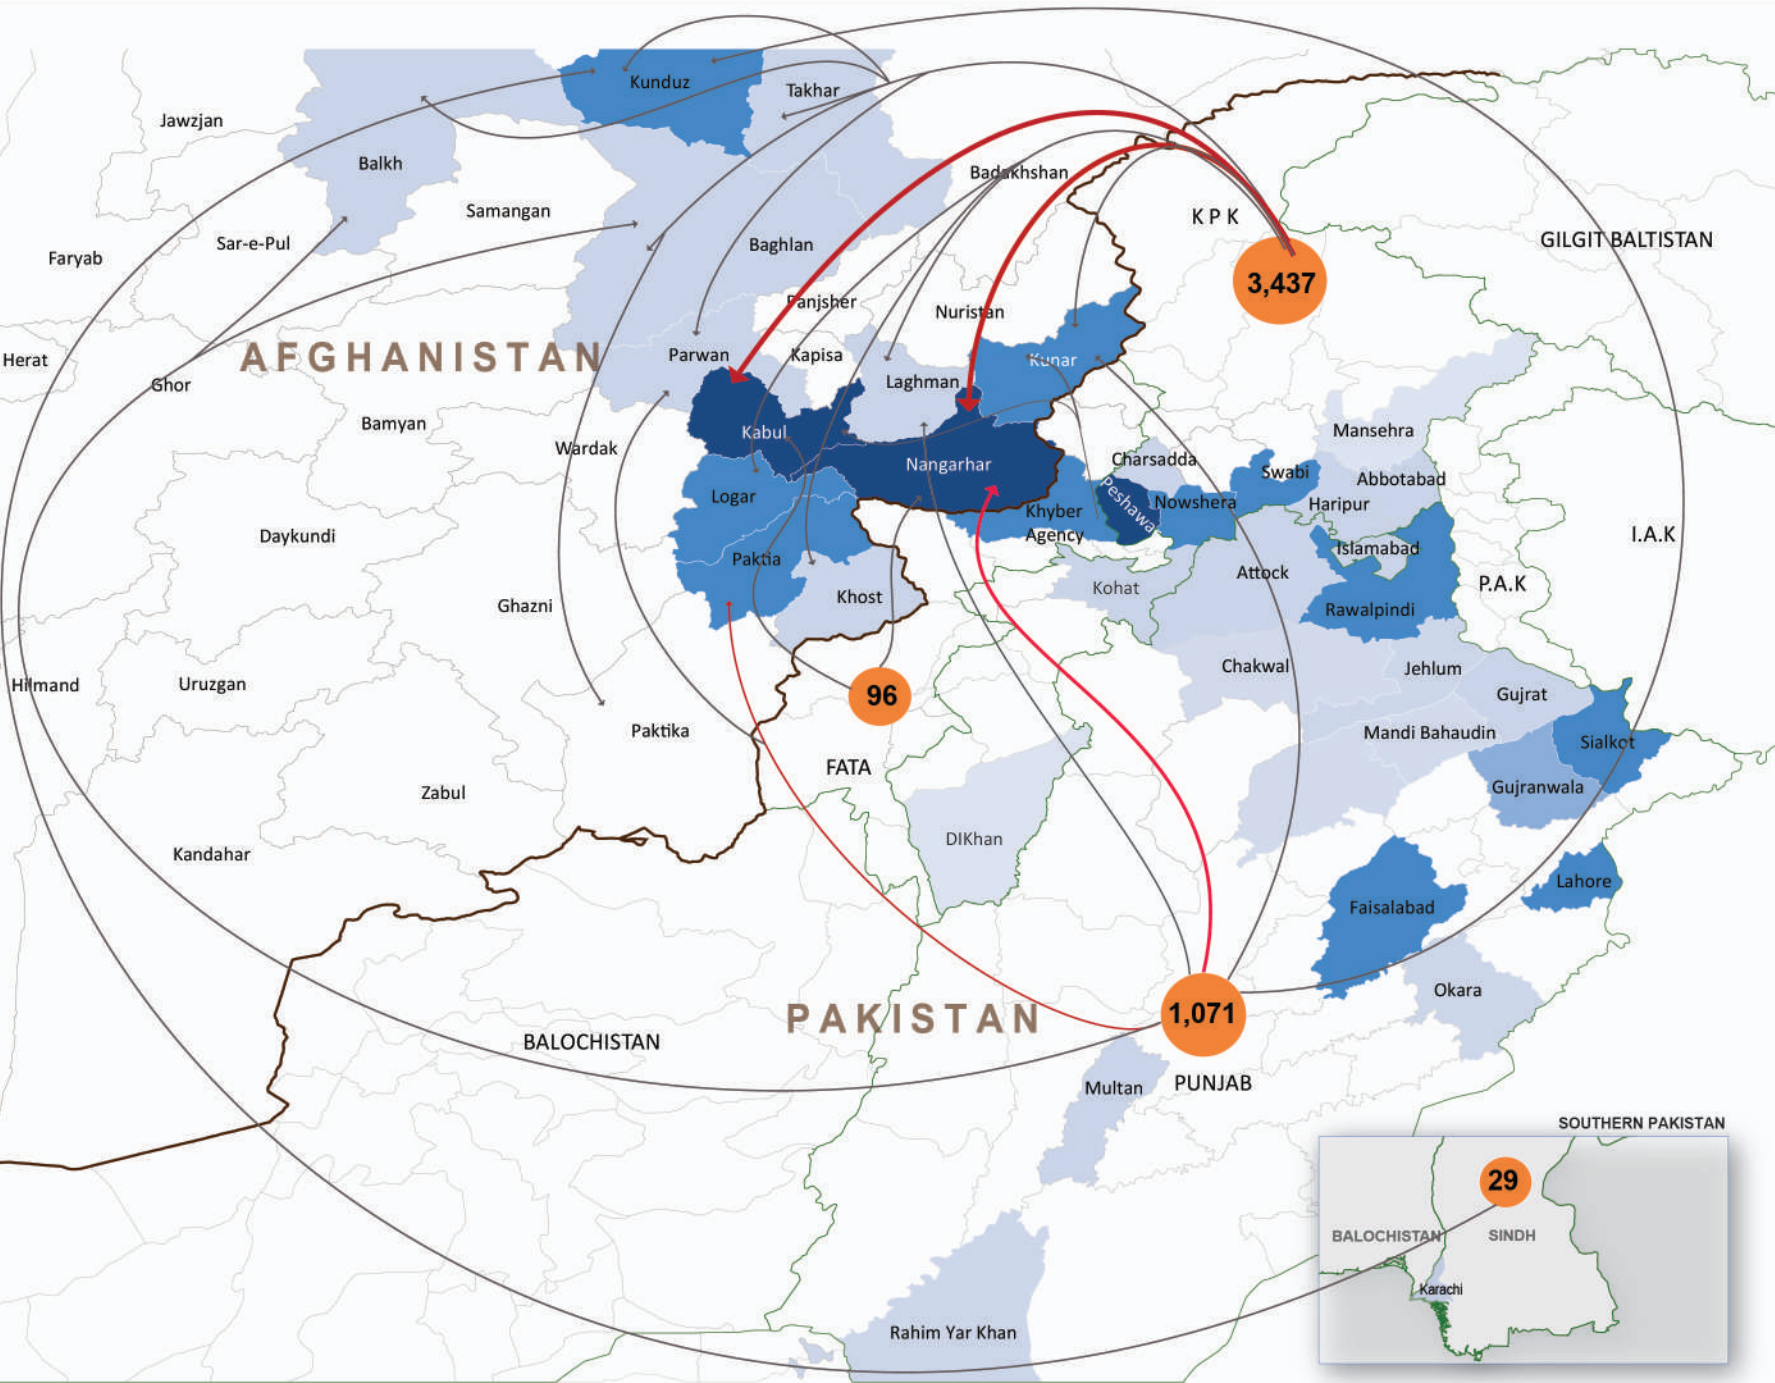 Kunduz
Takhar
Jawzjan
Balkh
Badakhshan
Samangan
K P K
Sar-e-Pul
Baghlan
GILGIT BALTISTAN
Faryab
3,437
Panjsher
Nuristan
AFGHANISTAN
Parwan
Kapisa
Herat
Kunar
Ghor
Laghman
Bamyan
Kabul
Mansehra
Wardak
Nangarhar
Charsadda
Swabi
Abbotabad
Logar
Peshawa
Nowshera
Haripur
Khyber
Agency
Daykundi
I.A.K
Islamabad
Paktia
Attock
P.A.K
Kohat
Khost
Ghazni
Rawalpindi
Chakwal
Jehlum
Hilmand
Uruzgan
96
Gujrat
Paktika
Mandi Bahaudin
Sialkot
FATA
Zabul
Gujranwala
DIKhan
Kandahar
Lahore
Faisalabad
Okara
PAKISTAN
1,071
BALOCHISTAN
Multan
PUNJAB
SOUTHERN PAKISTAN
29
BALOCHISTAN
SINDH
Karachi
Rahim Yar Khan